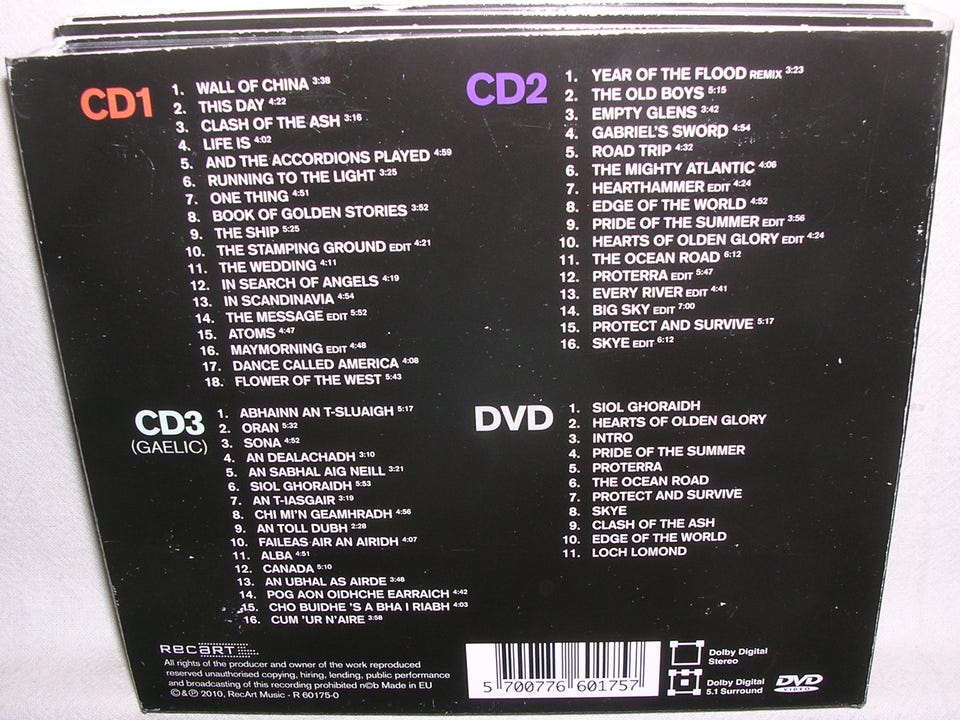 CD1
1. WALL OF CHINA 3:38
2. THIS DAY 4:22
3. CLASH OF THE ASH 3:16
4. LIFE IS 4:02
5. AND THE ACCORDIONS PLAYED 4:59
6. RUNNING TO THE LIGHT 3:25
7. ONE THING 4:51
8. BOOK OF GOLDEN STORIES 3:52
9. THE SHIP 5:25
10. THE STAMPING GROUND EDIT 4:21
11. THE WEDDING 4:11
12. IN SEARCH OF ANGELS 4:19
13. IN SCANDINAVIA 4:54
14. THE MESSAGE EDIT 5:52
15. ATOMS 4:47
16. MAYMORNING EDIT 4:48
17. DANCE CALLED AMERICA 4:08
18. FLOWER OF THE WEST 5:43
CD2
1. YEAR OF THE FLOOD REMIX 3:23
2. THE OLD BOYS 5:15
3. EMPTY GLENS 3:42
4. GABRIEL'S SWORD 4:54
5. ROAD TRIP 4:32
6. THE MIGHTY ATLANTIC 4:06
7. HEARTHAMMER EDIT 4:24
8. EDGE OF THE WORLD 4:52
9. PRIDE OF THE SUMMER EDIT 3:56
10. HEARTS OF OLDEN GLORY EDIT 4:24
11. THE OCEAN ROAD 6:12
12. PROTERRA EDIT 5:47
13. EVERY RIVER EDIT 4:41
14. BIG SKY EDIT 7:00
15. PROTECT AND SURVIVE 5:17
16. SKYE EDIT 6:12
CD3
(GAELIC)
1. ABHAINN AN T-SLUAIGH 5:17
2. ORAN 5:32
3. SONA 4:52
4. AN DEALACHADH 3:10
5. AN SABHAL AIG NEILL 3:21
6. SIOL GHORAIDH 5:53
7. AN T-IASGAIR 3:19
8. CHI MI'N GEAMHRADH 4:56
9. AN TOLL DUBH 2:28
10. FAILEAS AIR AN AIRIDH 4:07
11. ALBA 4:51
12. CANADA 5:10
13. AN UBHAL AS AIRDE 3:48
14. POG AON OIDHCHE EARRAICH 4:42
15. CHO BUIDHE 'S A BHA I RIABH 4:03
16. CUM 'UR N'AIRE 3:58
DVD
1. SIOL GHORAIDH
2. HEARTS OF OLDEN GLORY
3. INTRO
4. PRIDE OF THE SUMMER
5. PROTERRA
6. THE OCEAN ROAD
7. PROTECT AND SURVIVE
8. SKYE
9. CLASH OF THE ASH
10. EDGE OF THE WORLD
11. LOCH LOMOND
RecART
All rights of the producer and owner of the work reproduced
reserved unauthorised copying, hiring, lending, public performance
and broadcasting of this recording prohibited nCb Made in EU
© & ℗ 2010, RecArt Music - R 60175-0
5 700776 601757
Dolby Digital
Stereo
Dolby Digital
5.1 Surround
DVD
VIDEO